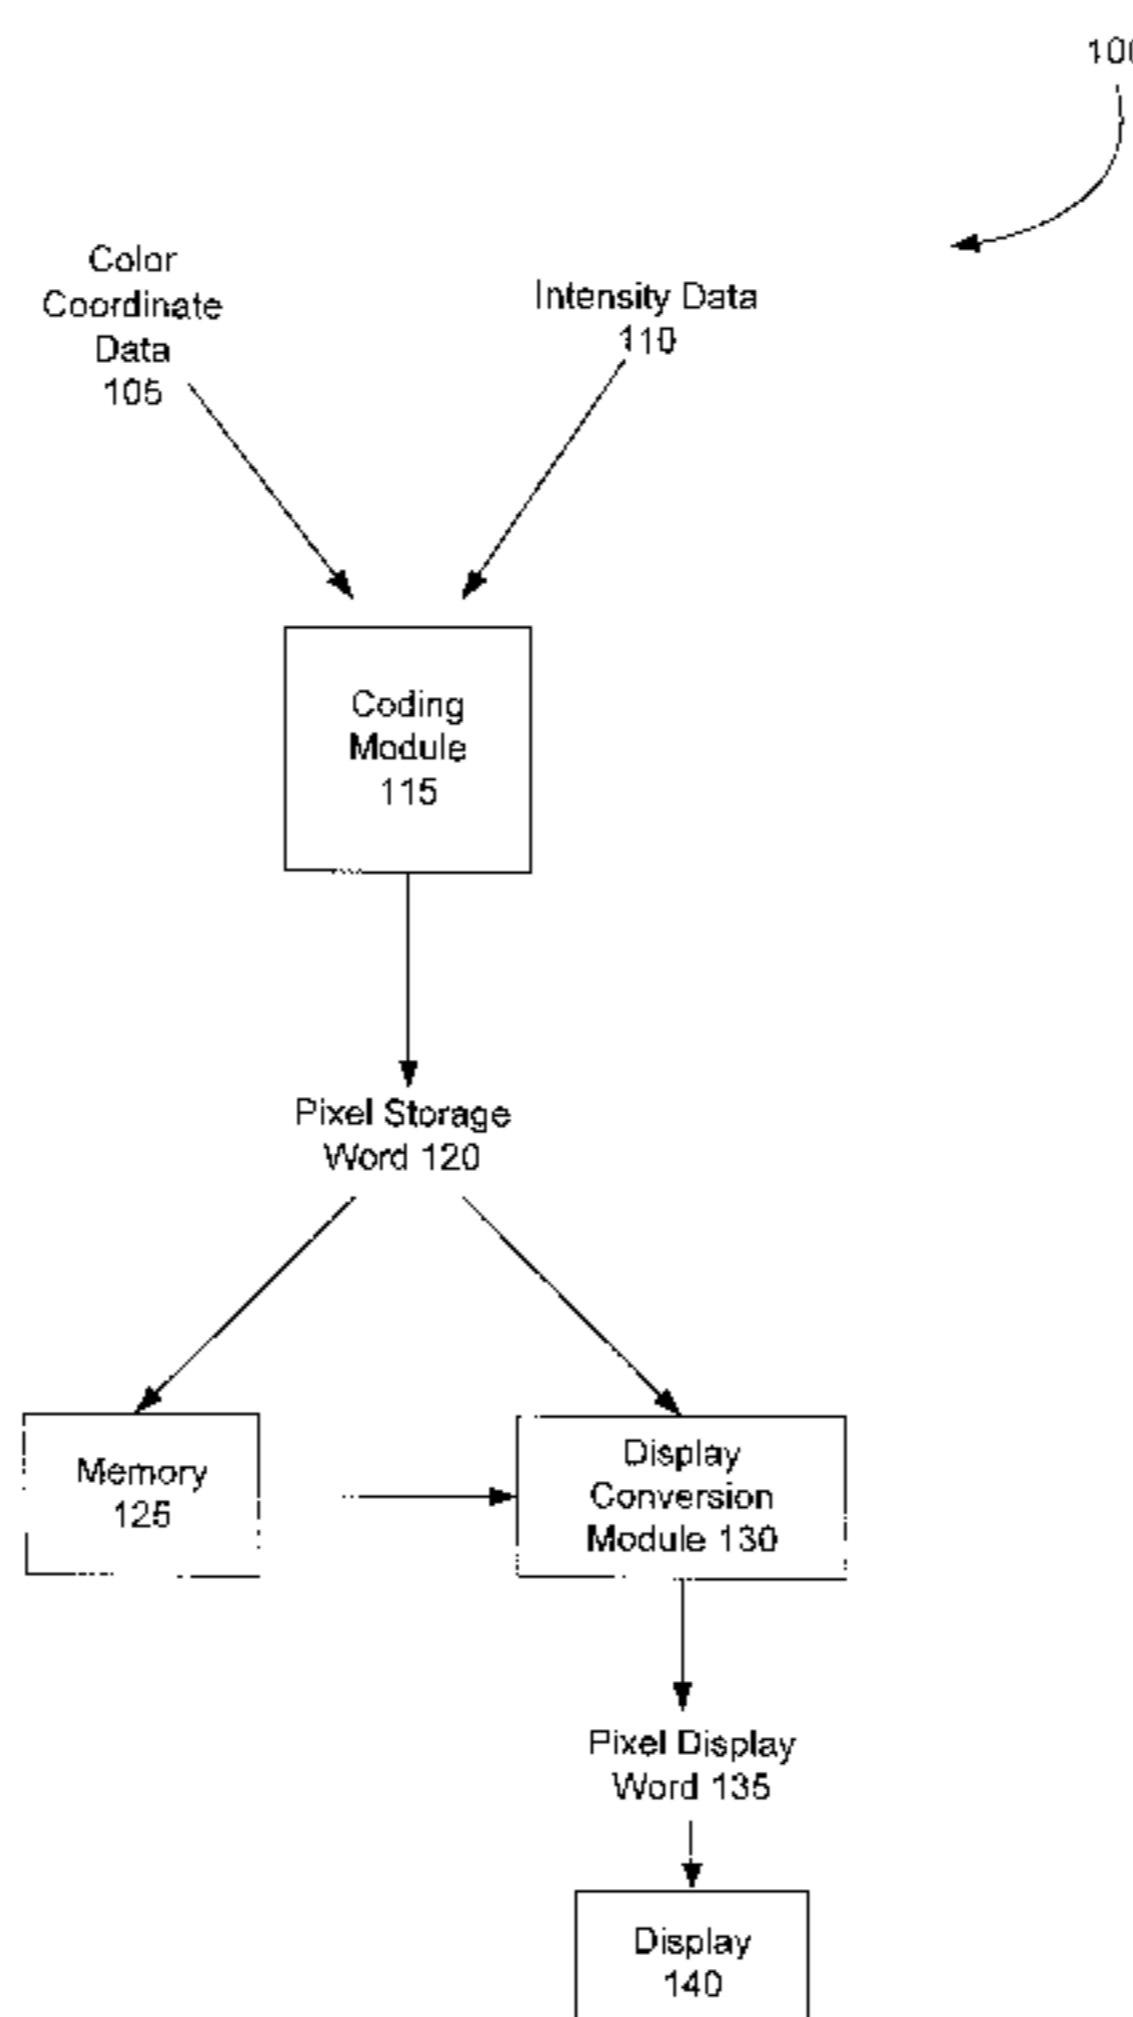 100
Color
Coordinate
Data
105
Intensity Data
110
Coding
Module
115
Pixel Storage
Word 120
Memory
125
Display
Conversion
Module 130
Pixel Display
Word 135
Display
140